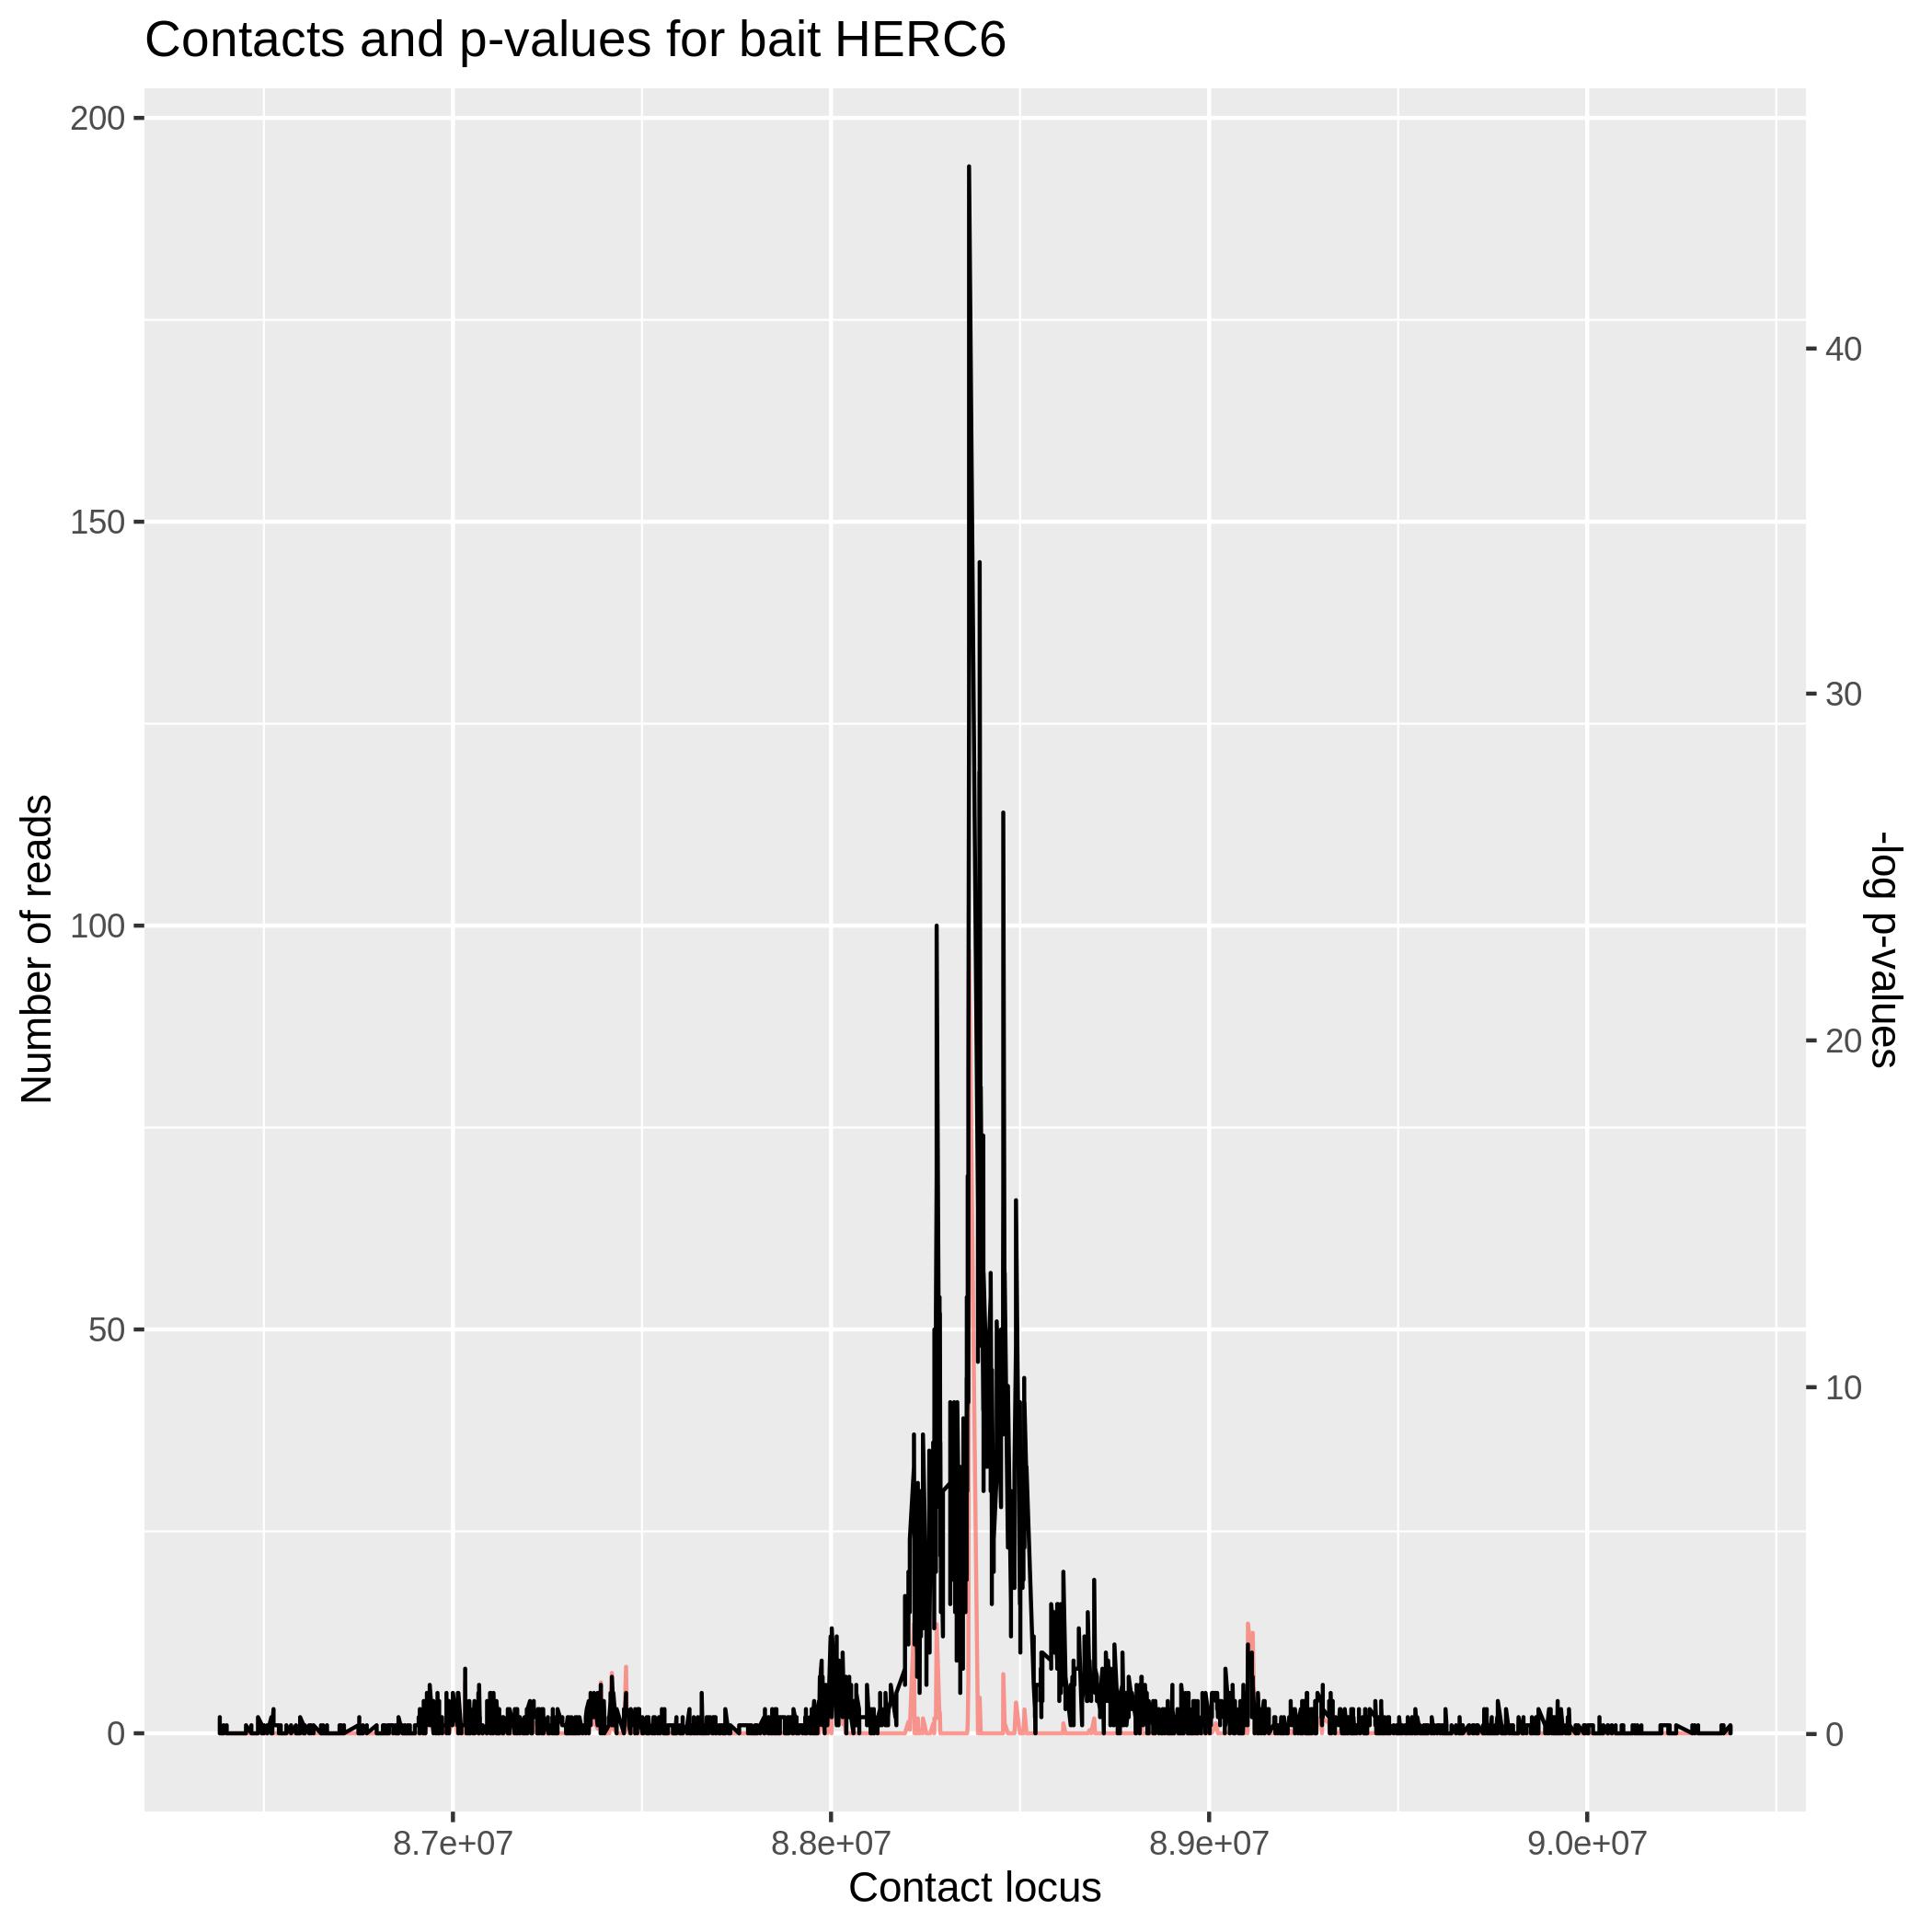 Contacts and p-values for bait HERC6
200
150
100
50
0
Number of reads
40
30
20
10
0
-log p-values
8.7e+07
8.8e+07
8.9e+07
9.0e+07
Contact locus